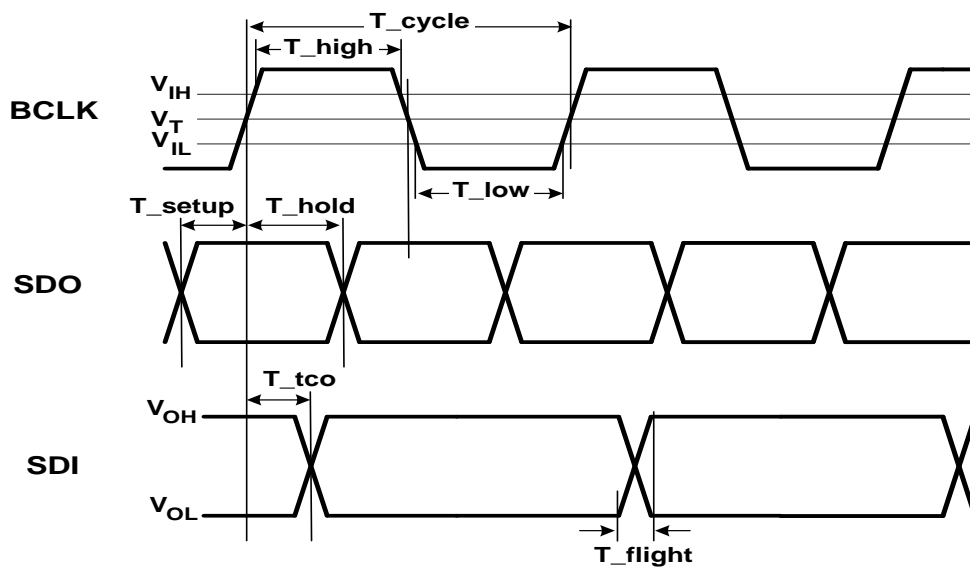 T_cycle
T_high
BCLK
VIH
VT
VIL
T_low
T_setup
T_hold
SDO
T_tco
VOH
SDI
VOL
T_flight